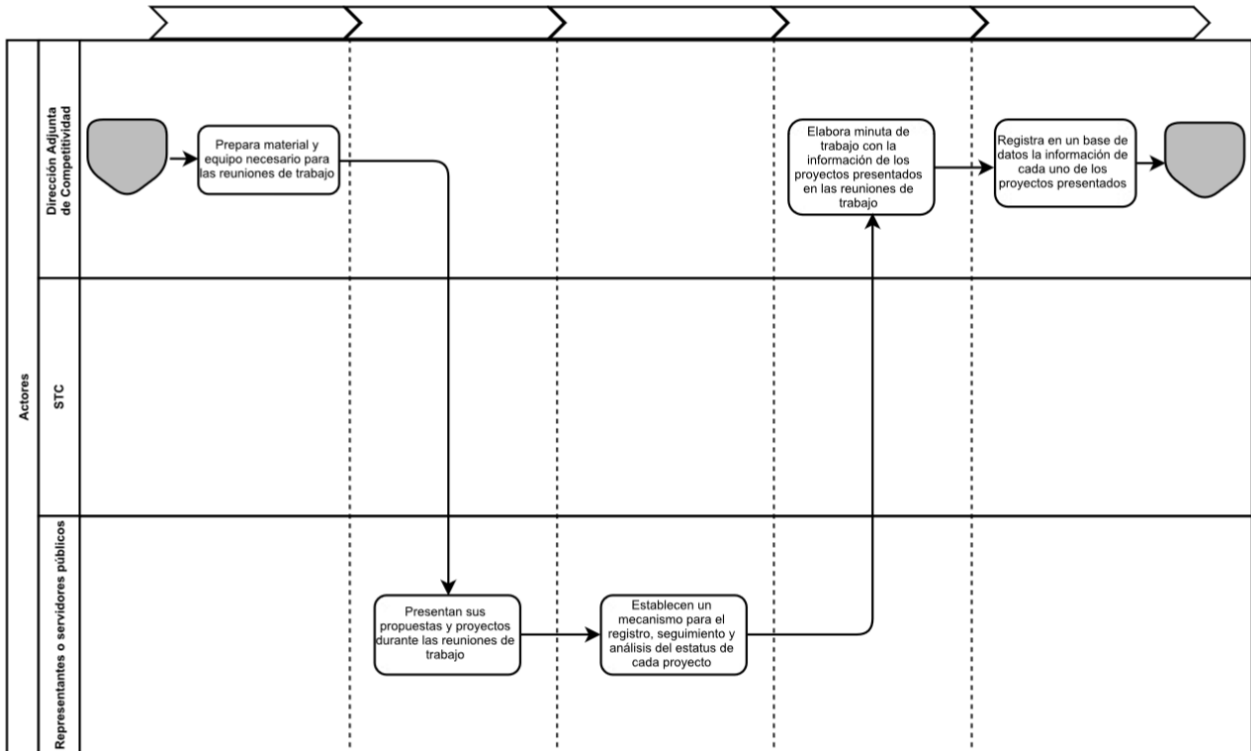 Actores
Dirección Adjunta
de Competitividad
STC
Representantes o servidores públicos
Prepara material y
equipo necesario para
las reuniones de trabajo
Presentan sus
propuestas y proyectos
durante las reuniones de
trabajo
Establecen un
mecanismo para el
registro, seguimiento y
análisis del estatus de
cada proyecto
Elabora minuta de
trabajo con la
información de los
proyectos presentados
en las reuniones de
trabajo
Registra en un base de
datos la información de
cada uno de los
proyectos presentados